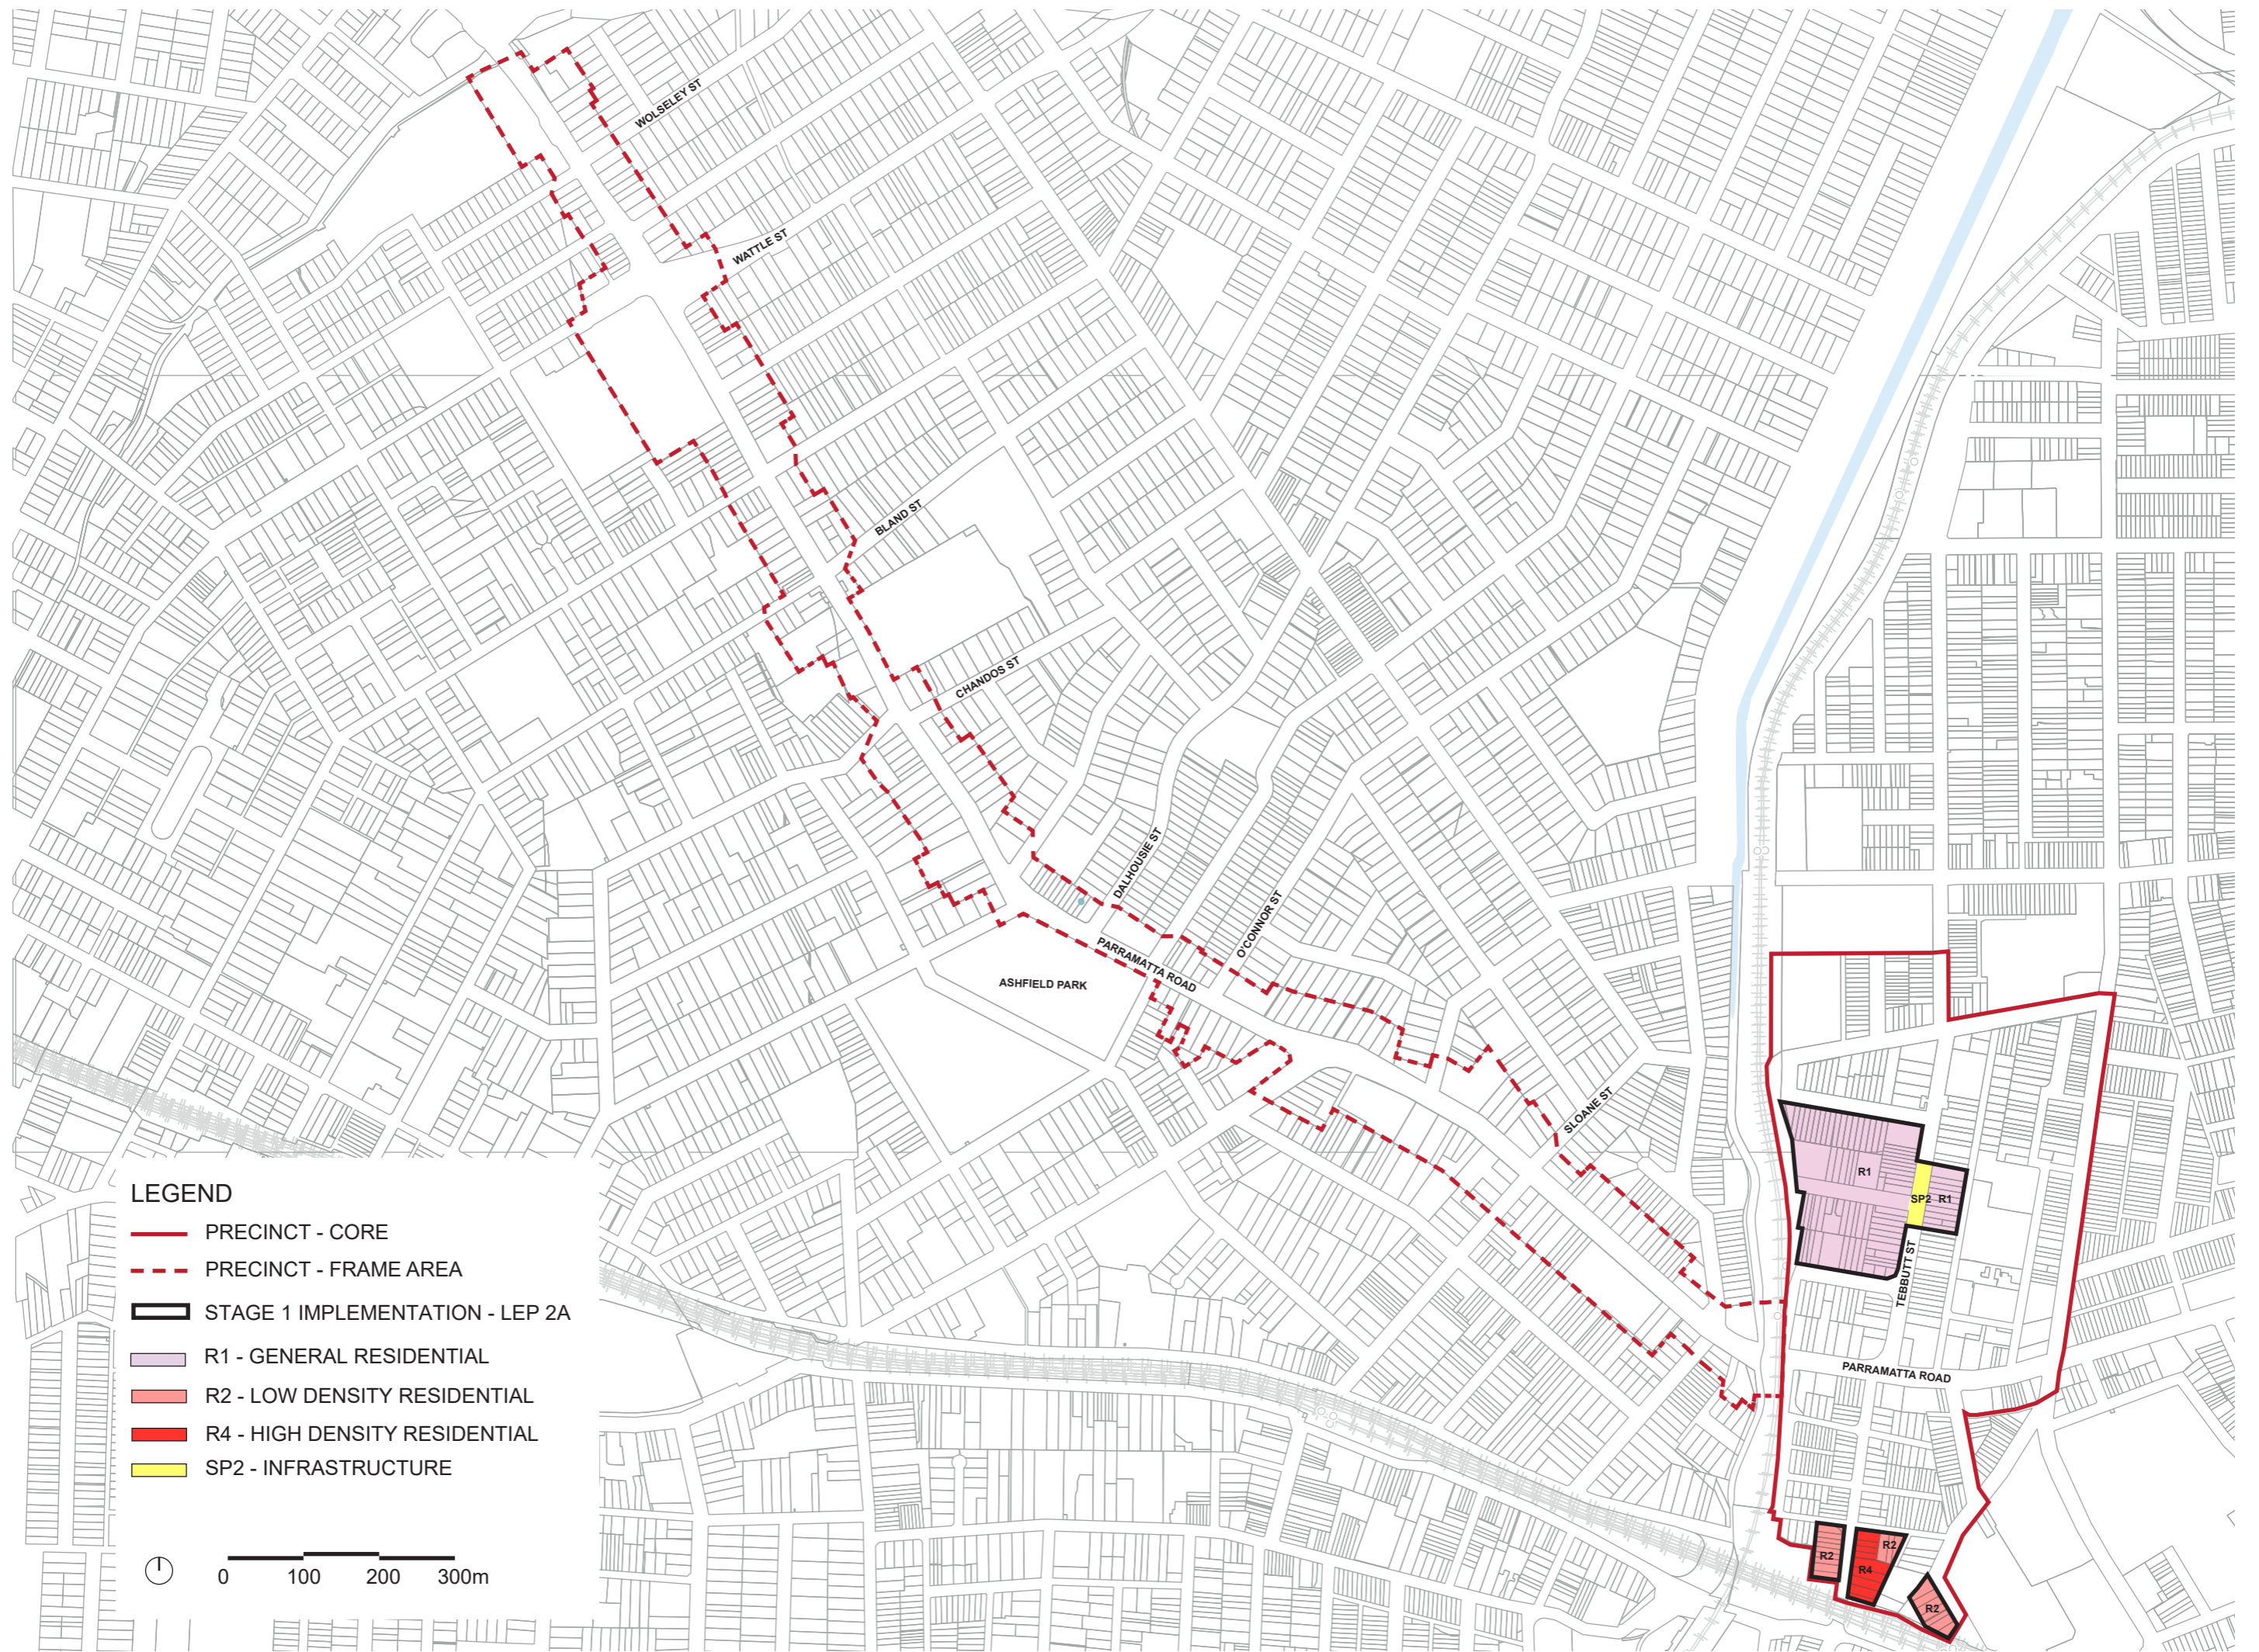 WOLSELEY ST
WATTLE ST
BLAND ST
CHANDOS ST
DALHOUSIE ST
O'CONNOR ST
PARRAMATTA ROAD
ASHFIELD PARK
SLOANE ST
R1
SP2 R1
TEBBUTT ST
PARRAMATTA ROAD
R2
R2
R4
R2
LEGEND
PRECINCT - CORE
PRECINCT - FRAME AREA
STAGE 1 IMPLEMENTATION - LEP 2A
R1 - GENERAL RESIDENTIAL
R2 - LOW DENSITY RESIDENTIAL
R4 - HIGH DENSITY RESIDENTIAL
SP2 - INFRASTRUCTURE
0 100 200 300m